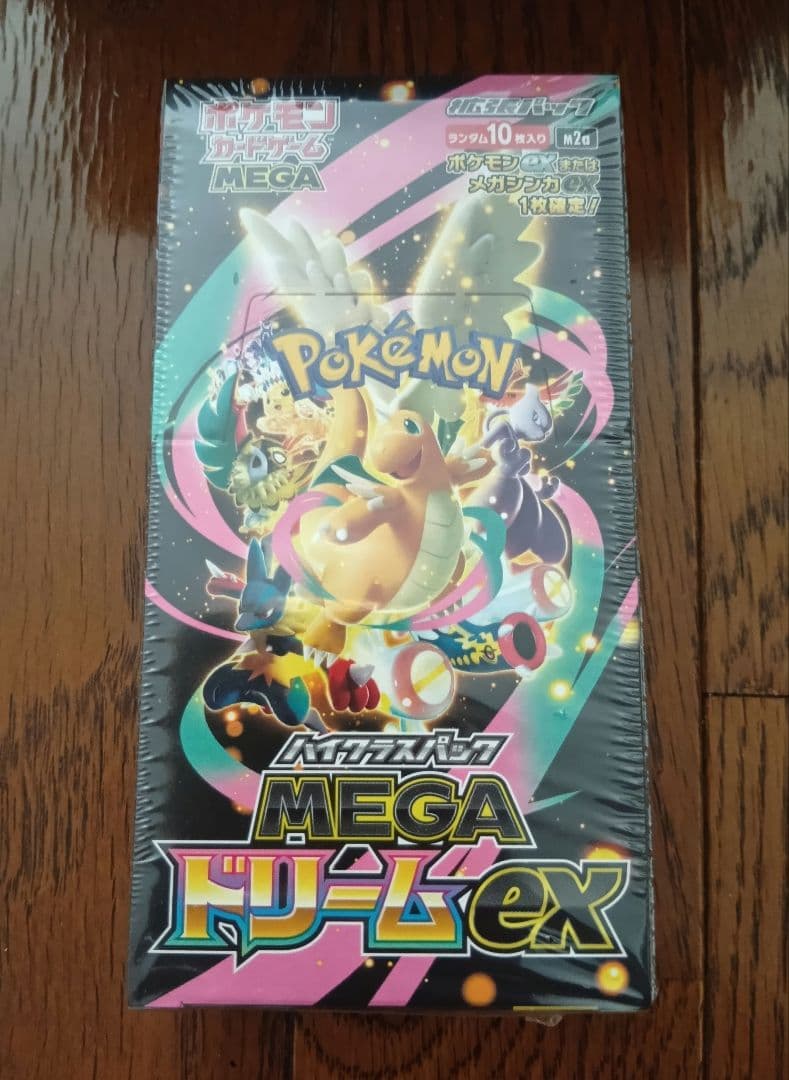 ポケモン
カードゲーム
MEGA
拡張パック
ランダム10枚入り
M2a
ポケモンexまたは
メガシンカex
1枚確定!
POKéMON
TM
ハイクラスパック
MEGA
ドリームex